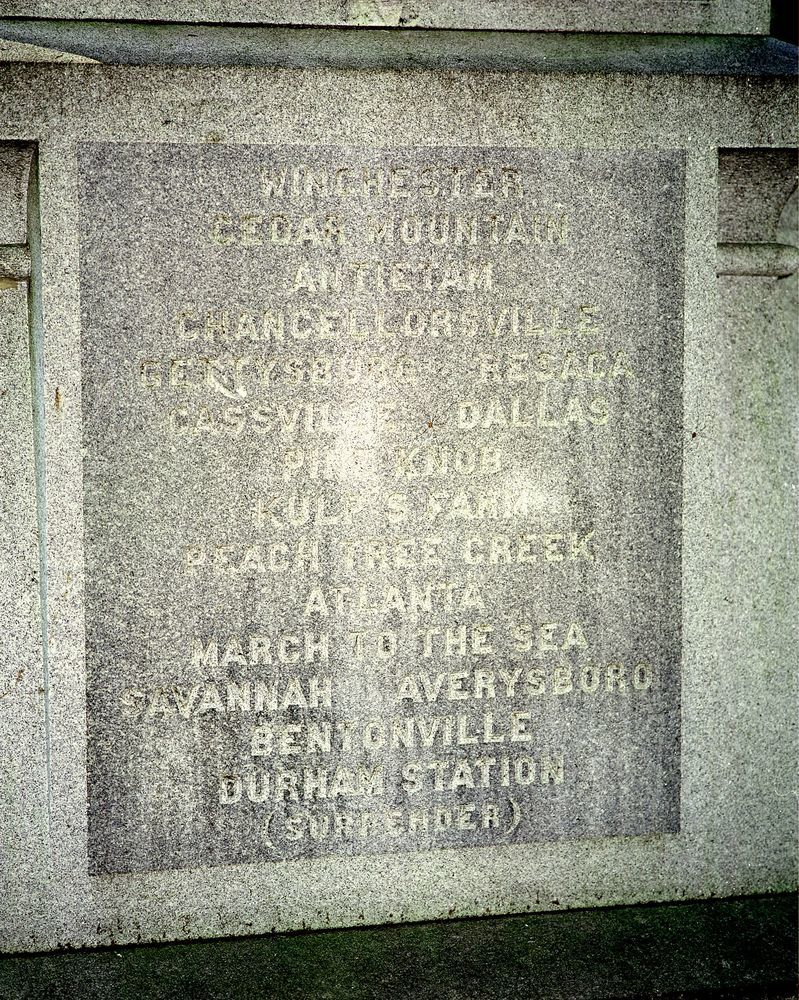 WINCHESTER
CEDAR MOUNTAIN
ANTIETAM
CHANCELLORSVILLE
GETTYSBURG RESACA
CASSVILLE DALLAS
PINE KNOB
KULP'S FARM
PEACH TREE CREEK
ATLANTA
MARCH TO THE SEA
SAVANNAH AVERYSBORO
BENTONVILLE
DURHAM STATION
(SURRENDER)